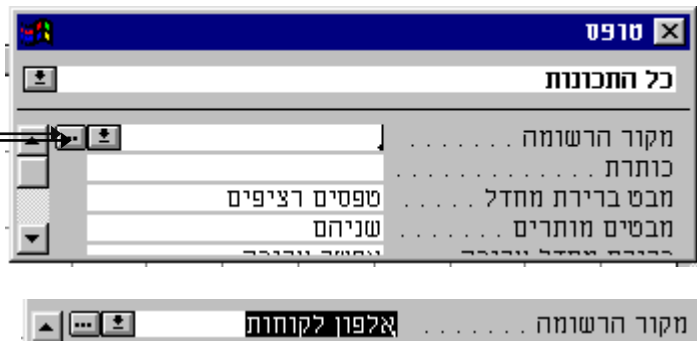 טופס
כל התכונות
מקור הרשומה . . . . . . .
כותרת . . . . . . . . . . . . .
מבט ברירת מחדל . . . . . טפסים רציפים
מבטים מותרים . . . . . . . שניהם
מקור הרשומה . . . . . . . אלפון לקוחות